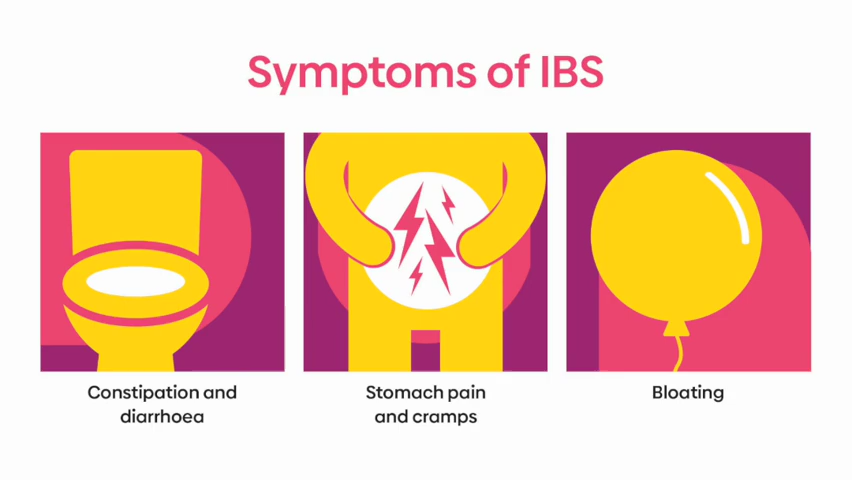 Symptoms of IBS
Constipation and
diarrhoea
Stomach pain
and cramps
Bloating